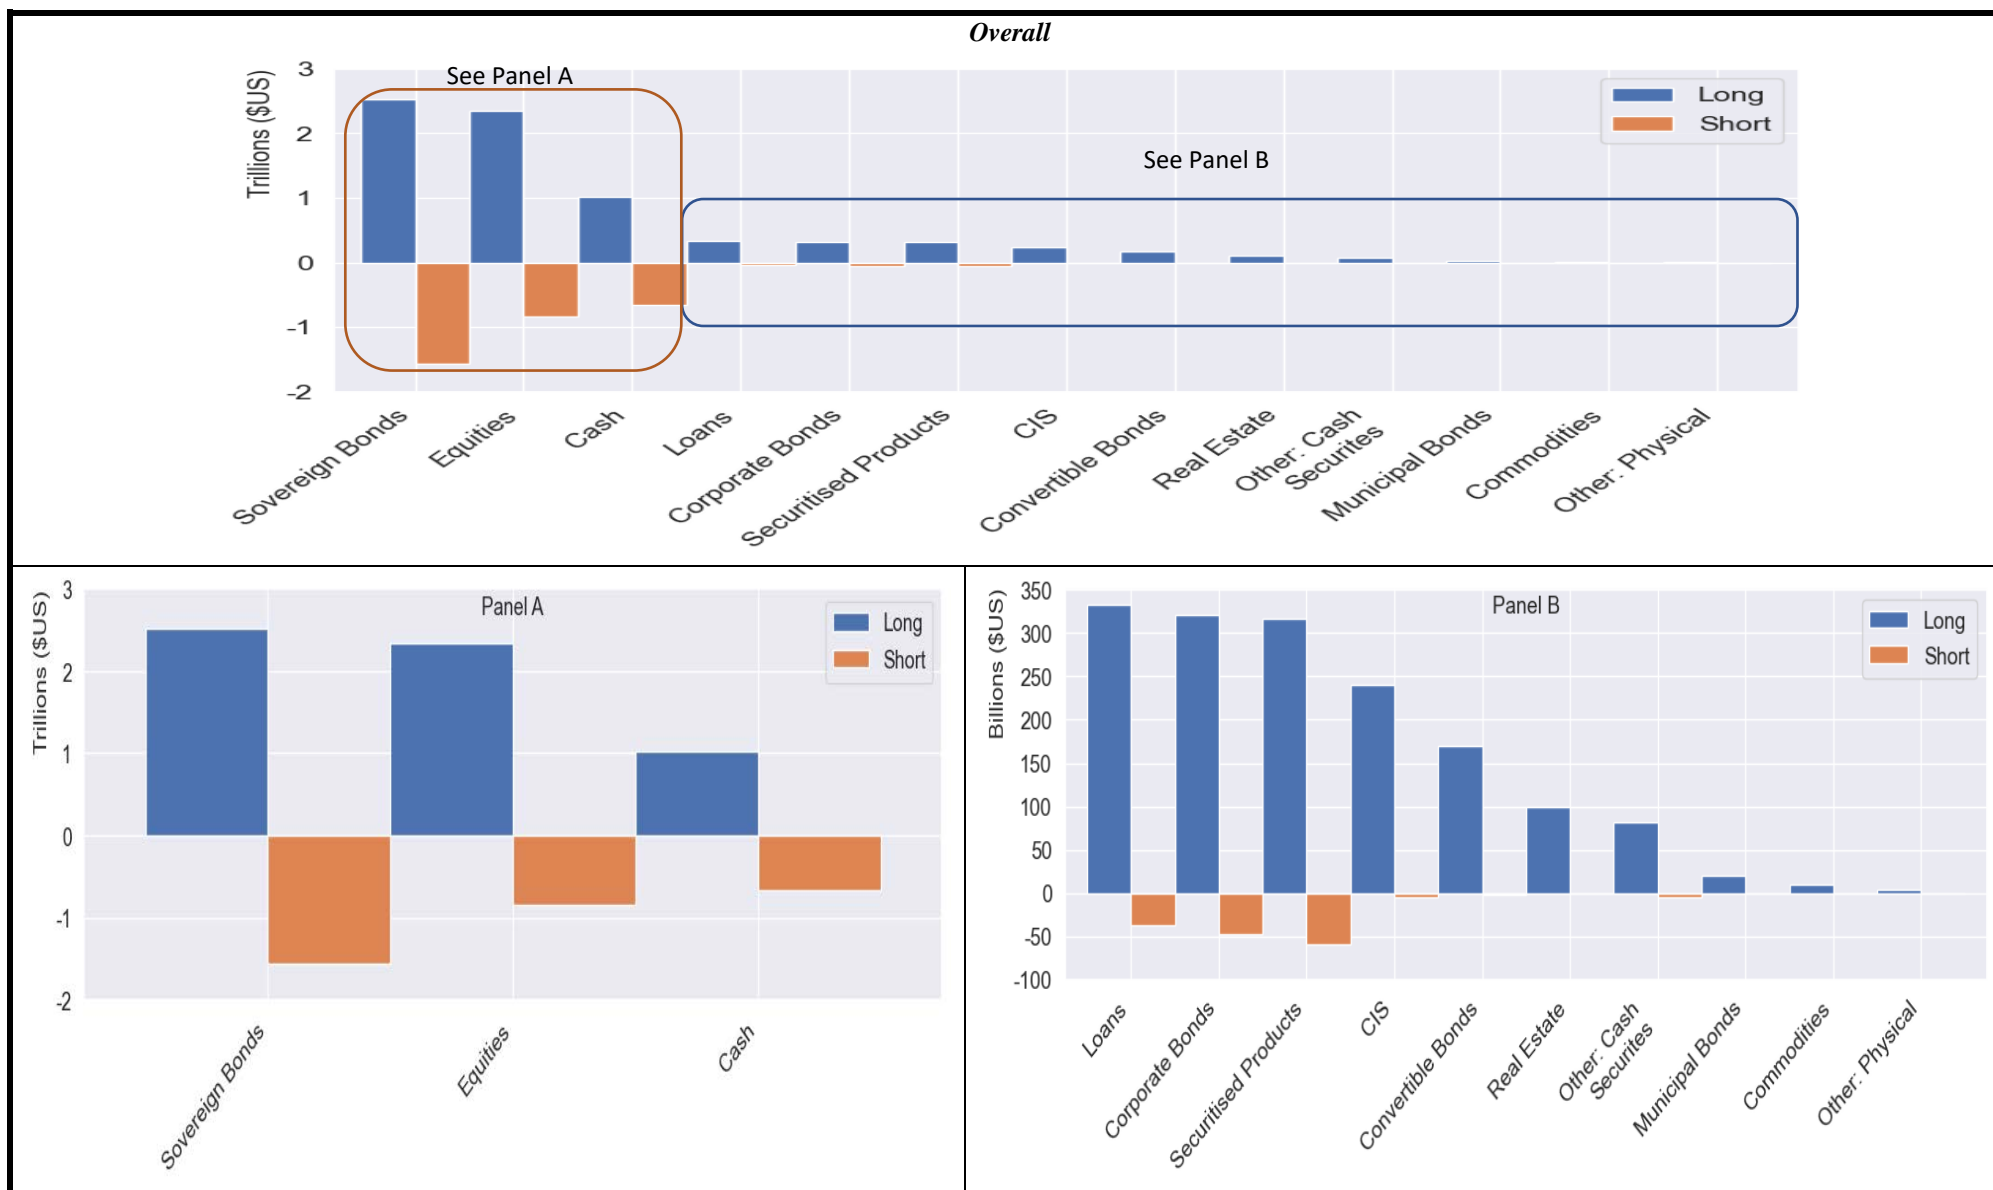 Overall
See Panel A
See Panel B
Trillions ($US)
3
2
1
0
-1
-2
Long
Short
Sovereign Bonds
Equities
Cash
Loans
Corporate Bonds
Securitised Products
CIS
Convertible Bonds
Real Estate
Other: Cash
Securites
Municipal Bonds
Commodities
Other: Physical
Panel A
Trillions ($US)
3
2
1
0
-1
-2
Long
Short
Sovereign Bonds
Equities
Cash
Panel B
Billions ($US)
350
300
250
200
150
100
50
0
-50
-100
Long
Short
Loans
Corporate Bonds
Securitised Products
CIS
Convertible Bonds
Real Estate
Other: Cash
Securites
Municipal Bonds
Commodities
Other: Physical